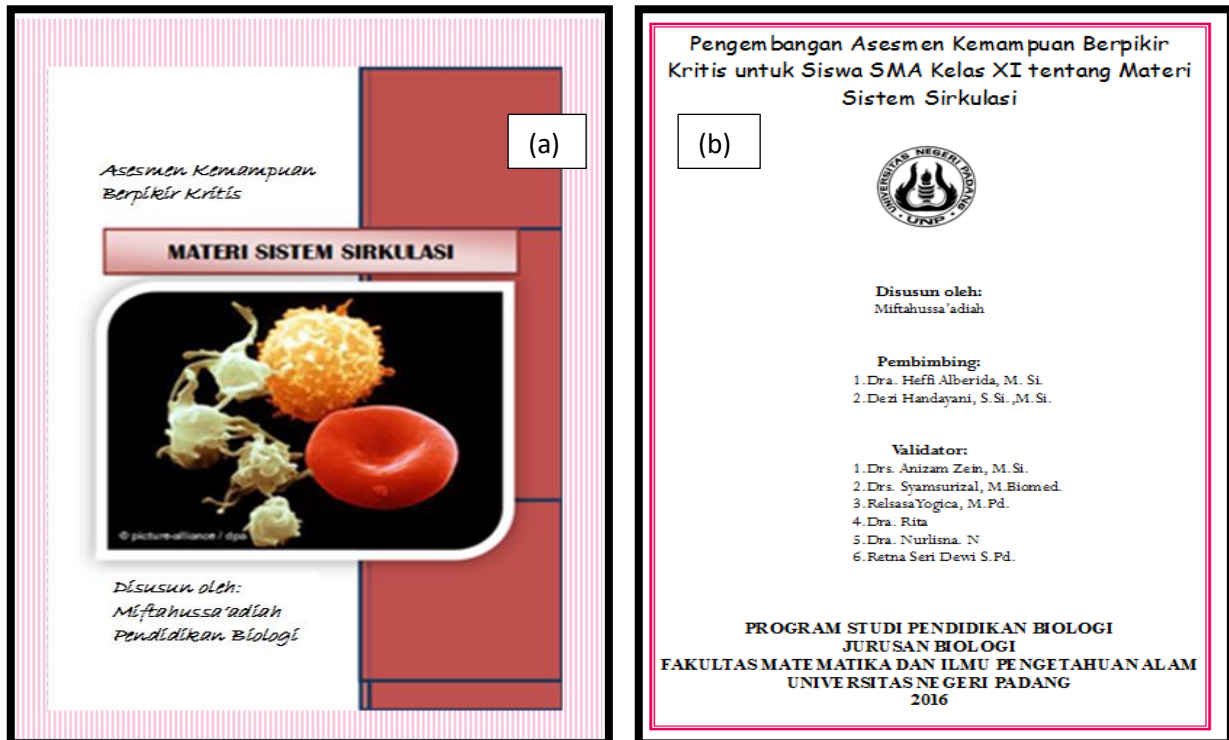 (a)
Asesmen Kemampuan
Berpikir Kritis
MATERI SISTEM SIRKULASI
© picture-alliance / dpa
Disusun oleh:
Miftahussa'adiah
Pendidikan Biologi
(b)
Pengembangan Asesmen Kemampuan Berpikir
Kritis untuk Siswa SMA Kelas XI tentang Materi
Sistem Sirkulasi
UNIVERSITAS NEGERI PADANG
UNP
Disusun oleh:
Miftahussa'adiah
Pembimbing:
1.Dra. Heffi Alberida, M. Si.
2.Dezi Handayani, S.Si.,M.Si.
Validator:
1.Drs. Anizam Zein, M.Si.
2.Drs. Syamsurizal, M.Biomed.
3.RelsasaYogica, M.Pd.
4.Dra. Rita
5.Dra. Nurlisna. N
6.Retna Seri Dewi S.Pd.
PROGRAM STUDI PENDIDIKAN BIOLOGI
JURUSAN BIOLOGI
FAKULTAS MATEMATIKA DAN ILMU PENGETAHUAN ALAM
UNIVERSITAS NEGERI PADANG
2016